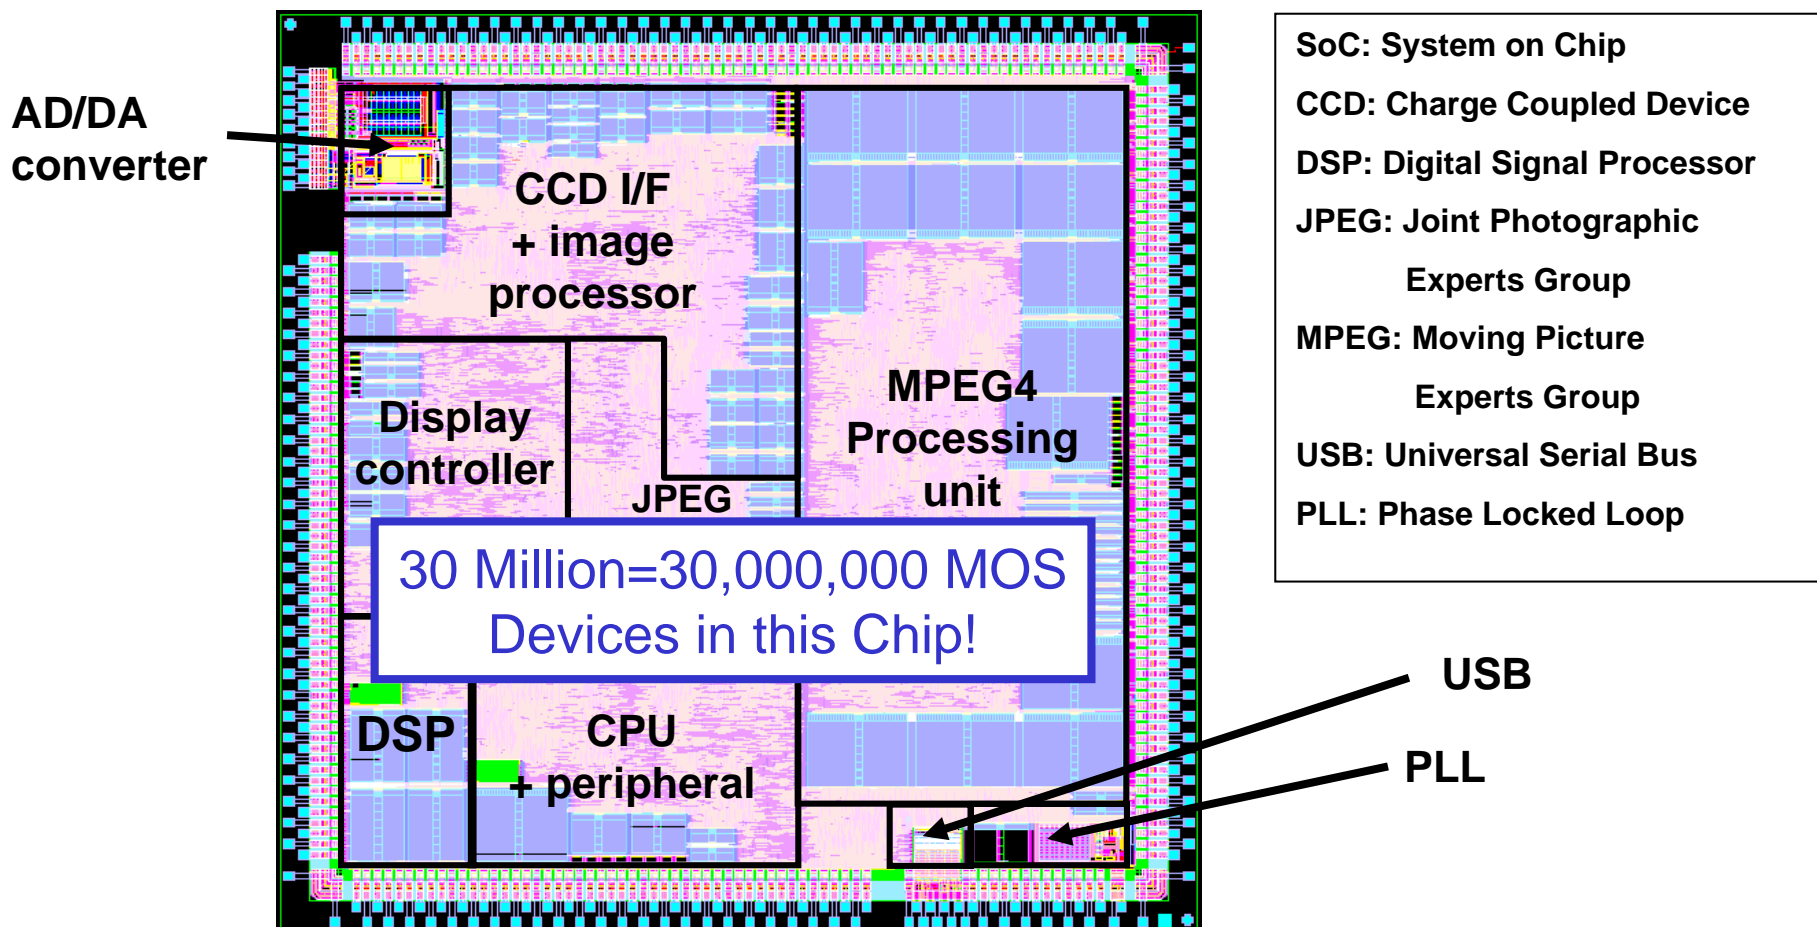 AD/DA
converter
CCD I/F
+ image
processor
Display
controller
JPEG
MPEG4
Processing
unit
30 Million=30,000,000 MOS
Devices in this Chip!
DSP
CPU
+ peripheral
USB
PLL
SoC: System on Chip
CCD: Charge Coupled Device
DSP: Digital Signal Processor
JPEG: Joint Photographic
Experts Group
MPEG: Moving Picture
Experts Group
USB: Universal Serial Bus
PLL: Phase Locked Loop